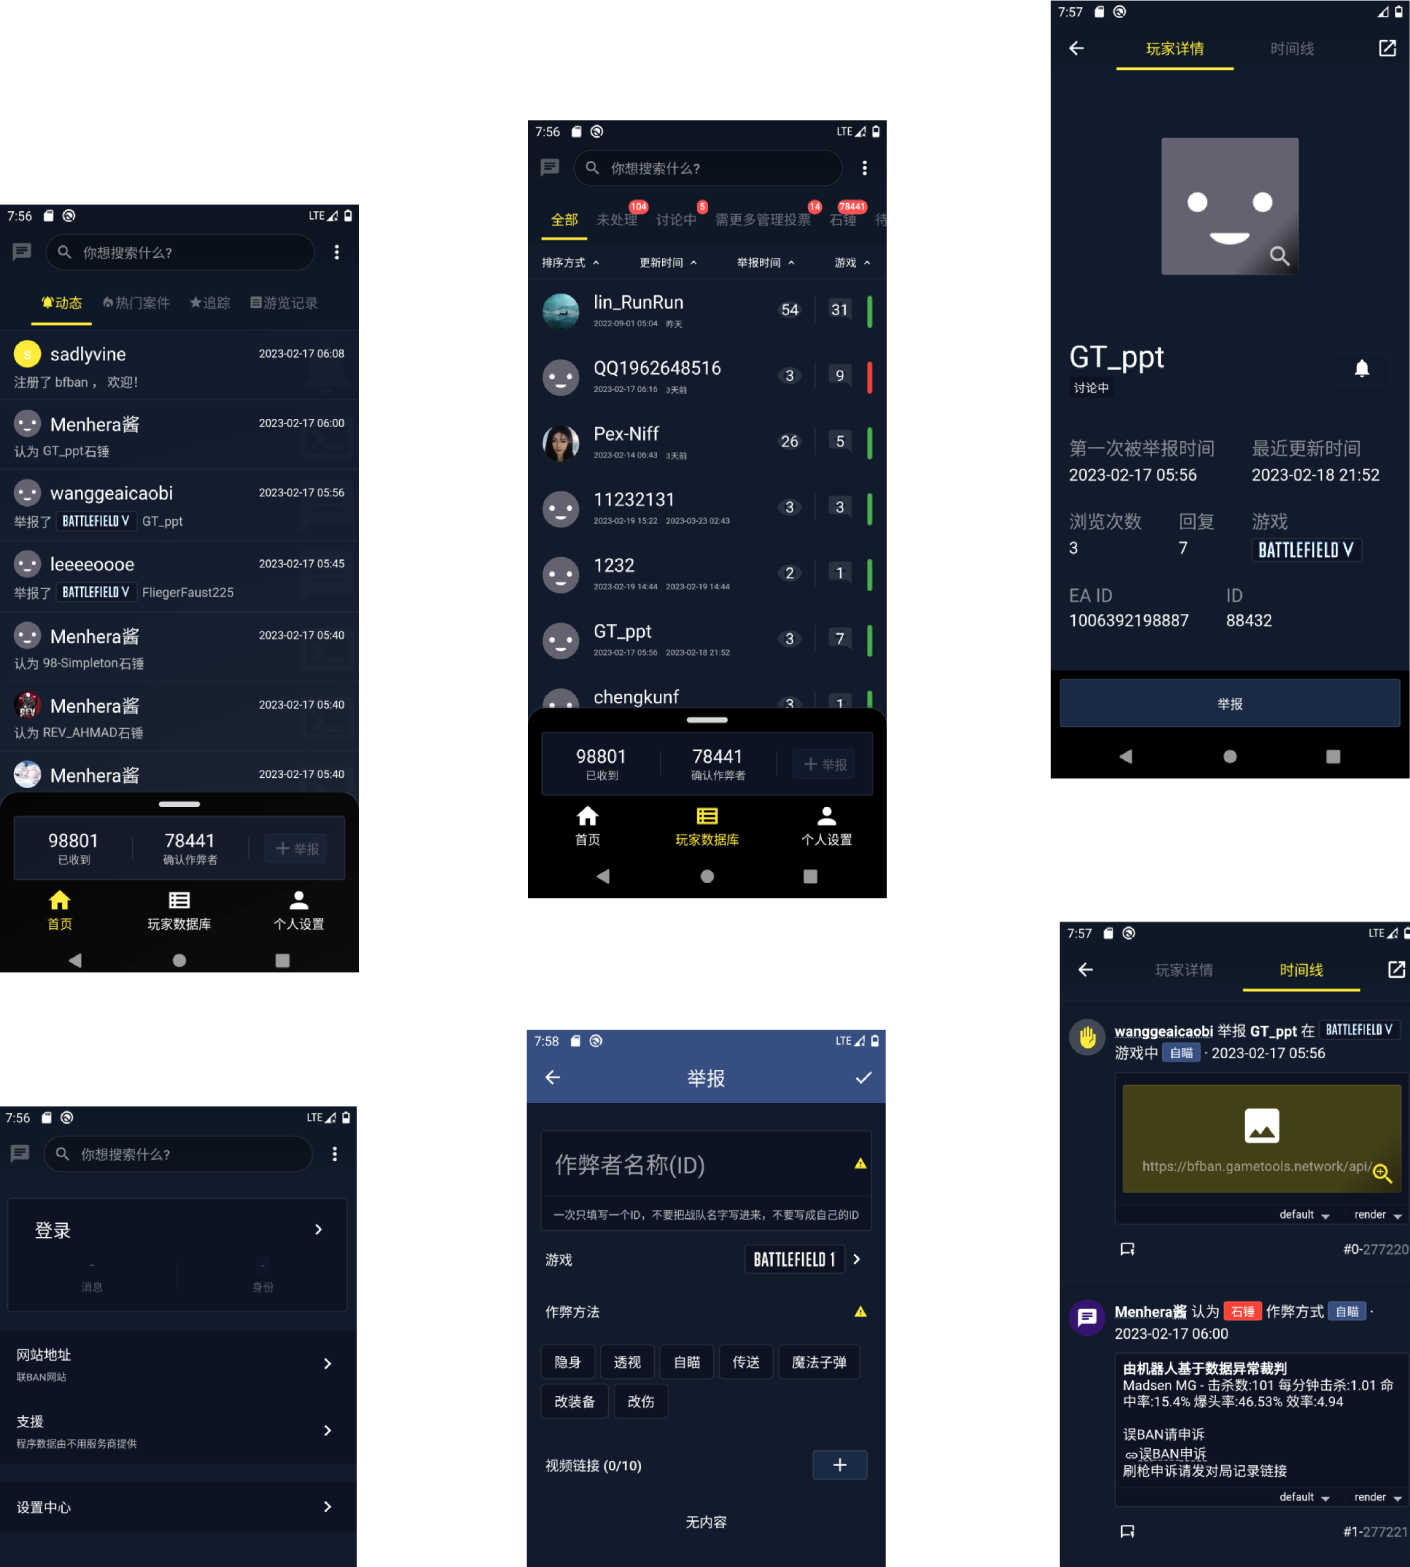 7:56
LTE
你想搜索什么?
动态
热门案件
追踪
游览记录
sadlyvine
2023-02-17 06:08
注册了 bfban ， 欢迎!
Menhera酱
2023-02-17 06:00
认为 GT_ppt石锤
wanggeaicaobi
2023-02-17 05:56
举报了 BATTLEFIELD V GT_ppt
leeeeoooe
2023-02-17 05:45
举报了 BATTLEFIELD V FliegerFaust225
Menhera酱
2023-02-17 05:40
认为 98-Simpleton石锤
Menhera酱
2023-02-17 05:40
认为 REV_AHMAD石锤
Menhera酱
2023-02-17 05:40
98801
已收到
78441
确认作弊者
举报
首页
玩家数据库
个人设置
7:56
LTE
你想搜索什么?
登录
-
消息
-
身份
网站地址
联BAN网站
支援
程序数据由不用服务商提供
设置中心
7:56
LTE
你想搜索什么?
全部
未处理 104
讨论中 5
需更多管理投票 14
石锤 78441
待
排序方式
更新时间
举报时间
游戏
lin_RunRun
2022-09-01 05:04 昨天
54
31
QQ1962648516
2023-02-17 06:16 3天前
3
9
Pex-Niff
2023-02-14 06:43 3天前
26
5
11232131
2023-02-19 15:22 2023-03-23 02:43
3
3
1232
2023-02-19 14:44 2023-02-19 14:44
2
1
GT_ppt
2023-02-17 05:56 2023-02-18 21:52
3
7
chengkunf
3
1
98801
已收到
78441
确认作弊者
举报
首页
玩家数据库
个人设置
7:58
LTE
举报
作弊者名称(ID)
一次只填写一个ID，不要把战队名字写进来，不要写成自己的ID
游戏
BATTLEFIELD 1
作弊方法
隐身
透视
自瞄
传送
魔法子弹
改装备
改伤
视频链接 (0/10)
无内容
7:57
玩家详情
时间线
GT_ppt
讨论中
第一次被举报时间
最近更新时间
2023-02-17 05:56
2023-02-18 21:52
浏览次数
回复
游戏
3
7
BATTLEFIELD V
EA ID
ID
1006392198887
88432
举报
7:57
LTE
玩家详情
时间线
wanggeaicaobi 举报 GT_ppt 在 BATTLEFIELD V
游戏中 自瞄 · 2023-02-17 05:56
https://bfban.gametools.network/api/
default
render
#0-277220
Menhera酱 认为 石锤 作弊方式 自瞄 ·
2023-02-17 06:00
由机器人基于数据异常裁判
Madsen MG - 击杀数:101 每分钟击杀:1.01 命
中率:15.4% 爆头率:46.53% 效率:4.94
误BAN请申诉
误BAN申诉
刷枪申诉请发对局记录链接
default
render
#1-277221